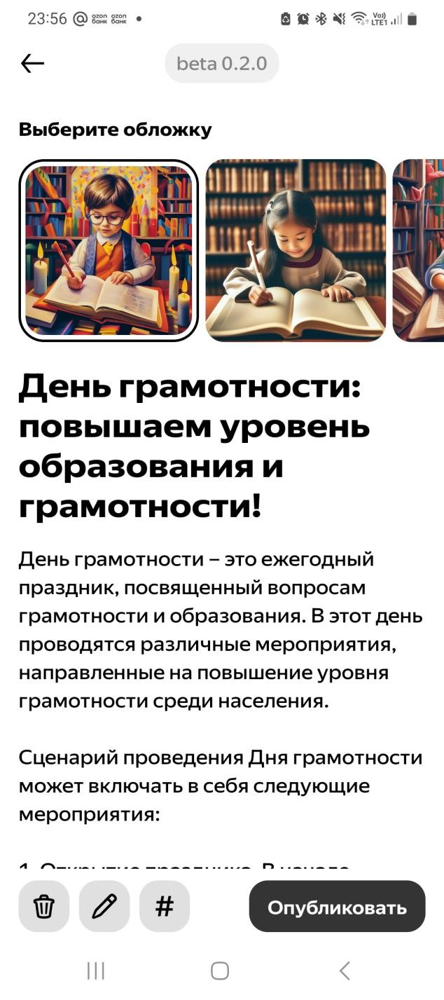 23:56 @ ozon банк ozon банк Vo)) LTE1
beta 0.2.0
Выберите обложку
День грамотности:
повышаем уровень
образования и
грамотности!
День грамотности – это ежегодный
праздник, посвященный вопросам
грамотности и образования. В этот день
проводятся различные мероприятия,
направленные на повышение уровня
грамотности среди населения.
Сценарий проведения Дня грамотности
может включать в себя следующие
мероприятия:
1. Открытие праздника. В начале
# Опубликовать